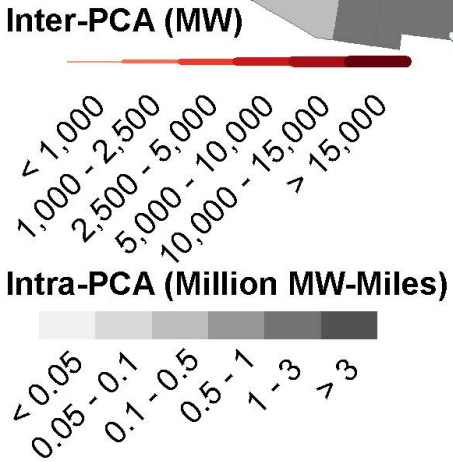 Inter-PCA (MW)
< 1,000
1,000 - 2,500
2,500 - 5,000
5,000 - 10,000
10,000 - 15,000
> 15,000
Intra-PCA (Million MW-Miles)
< 0.05
0.05 - 0.1
0.1 - 0.5
0.5 - 1
1 - 3
> 3